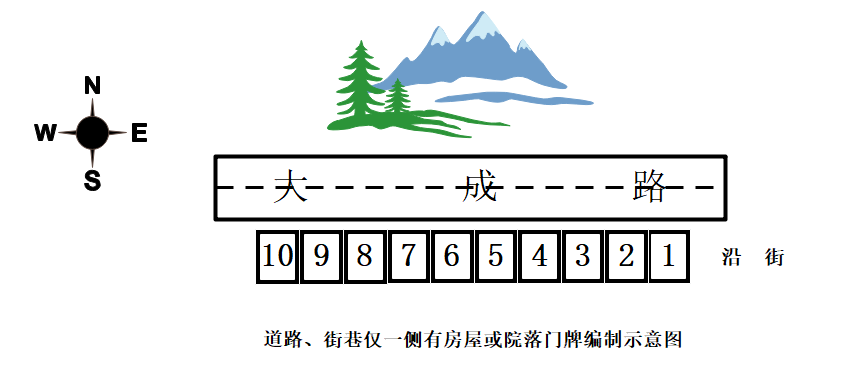 N
W E
S
大 成 路
10 9 8 7 6 5 4 3 2 1 沿 街
道路、街巷仅一侧有房屋或院落门牌编制示意图